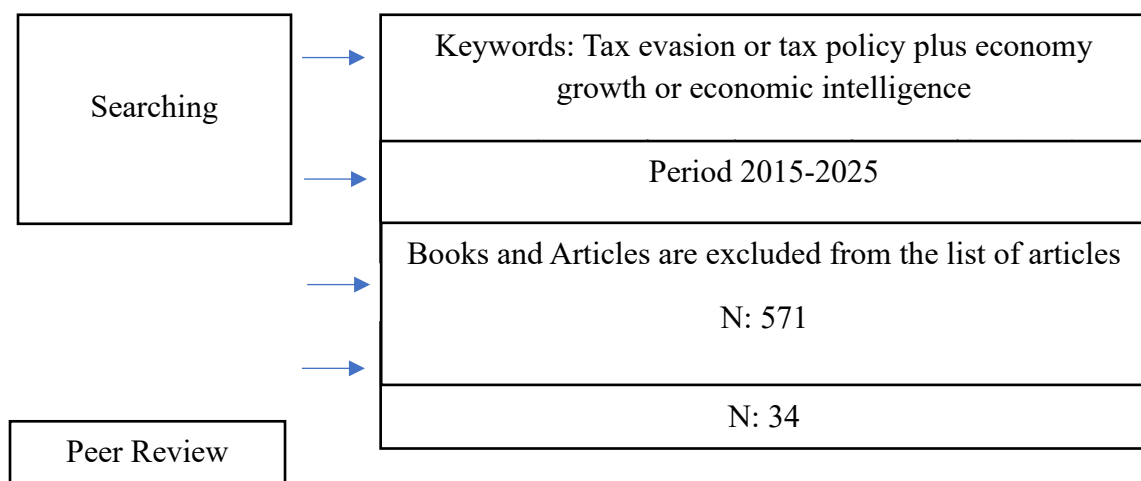 Searching
Keywords: Tax evasion or tax policy plus economy
growth or economic intelligence
Period 2015-2025
Books and Articles are excluded from the list of articles
N: 571
N: 34
Peer Review